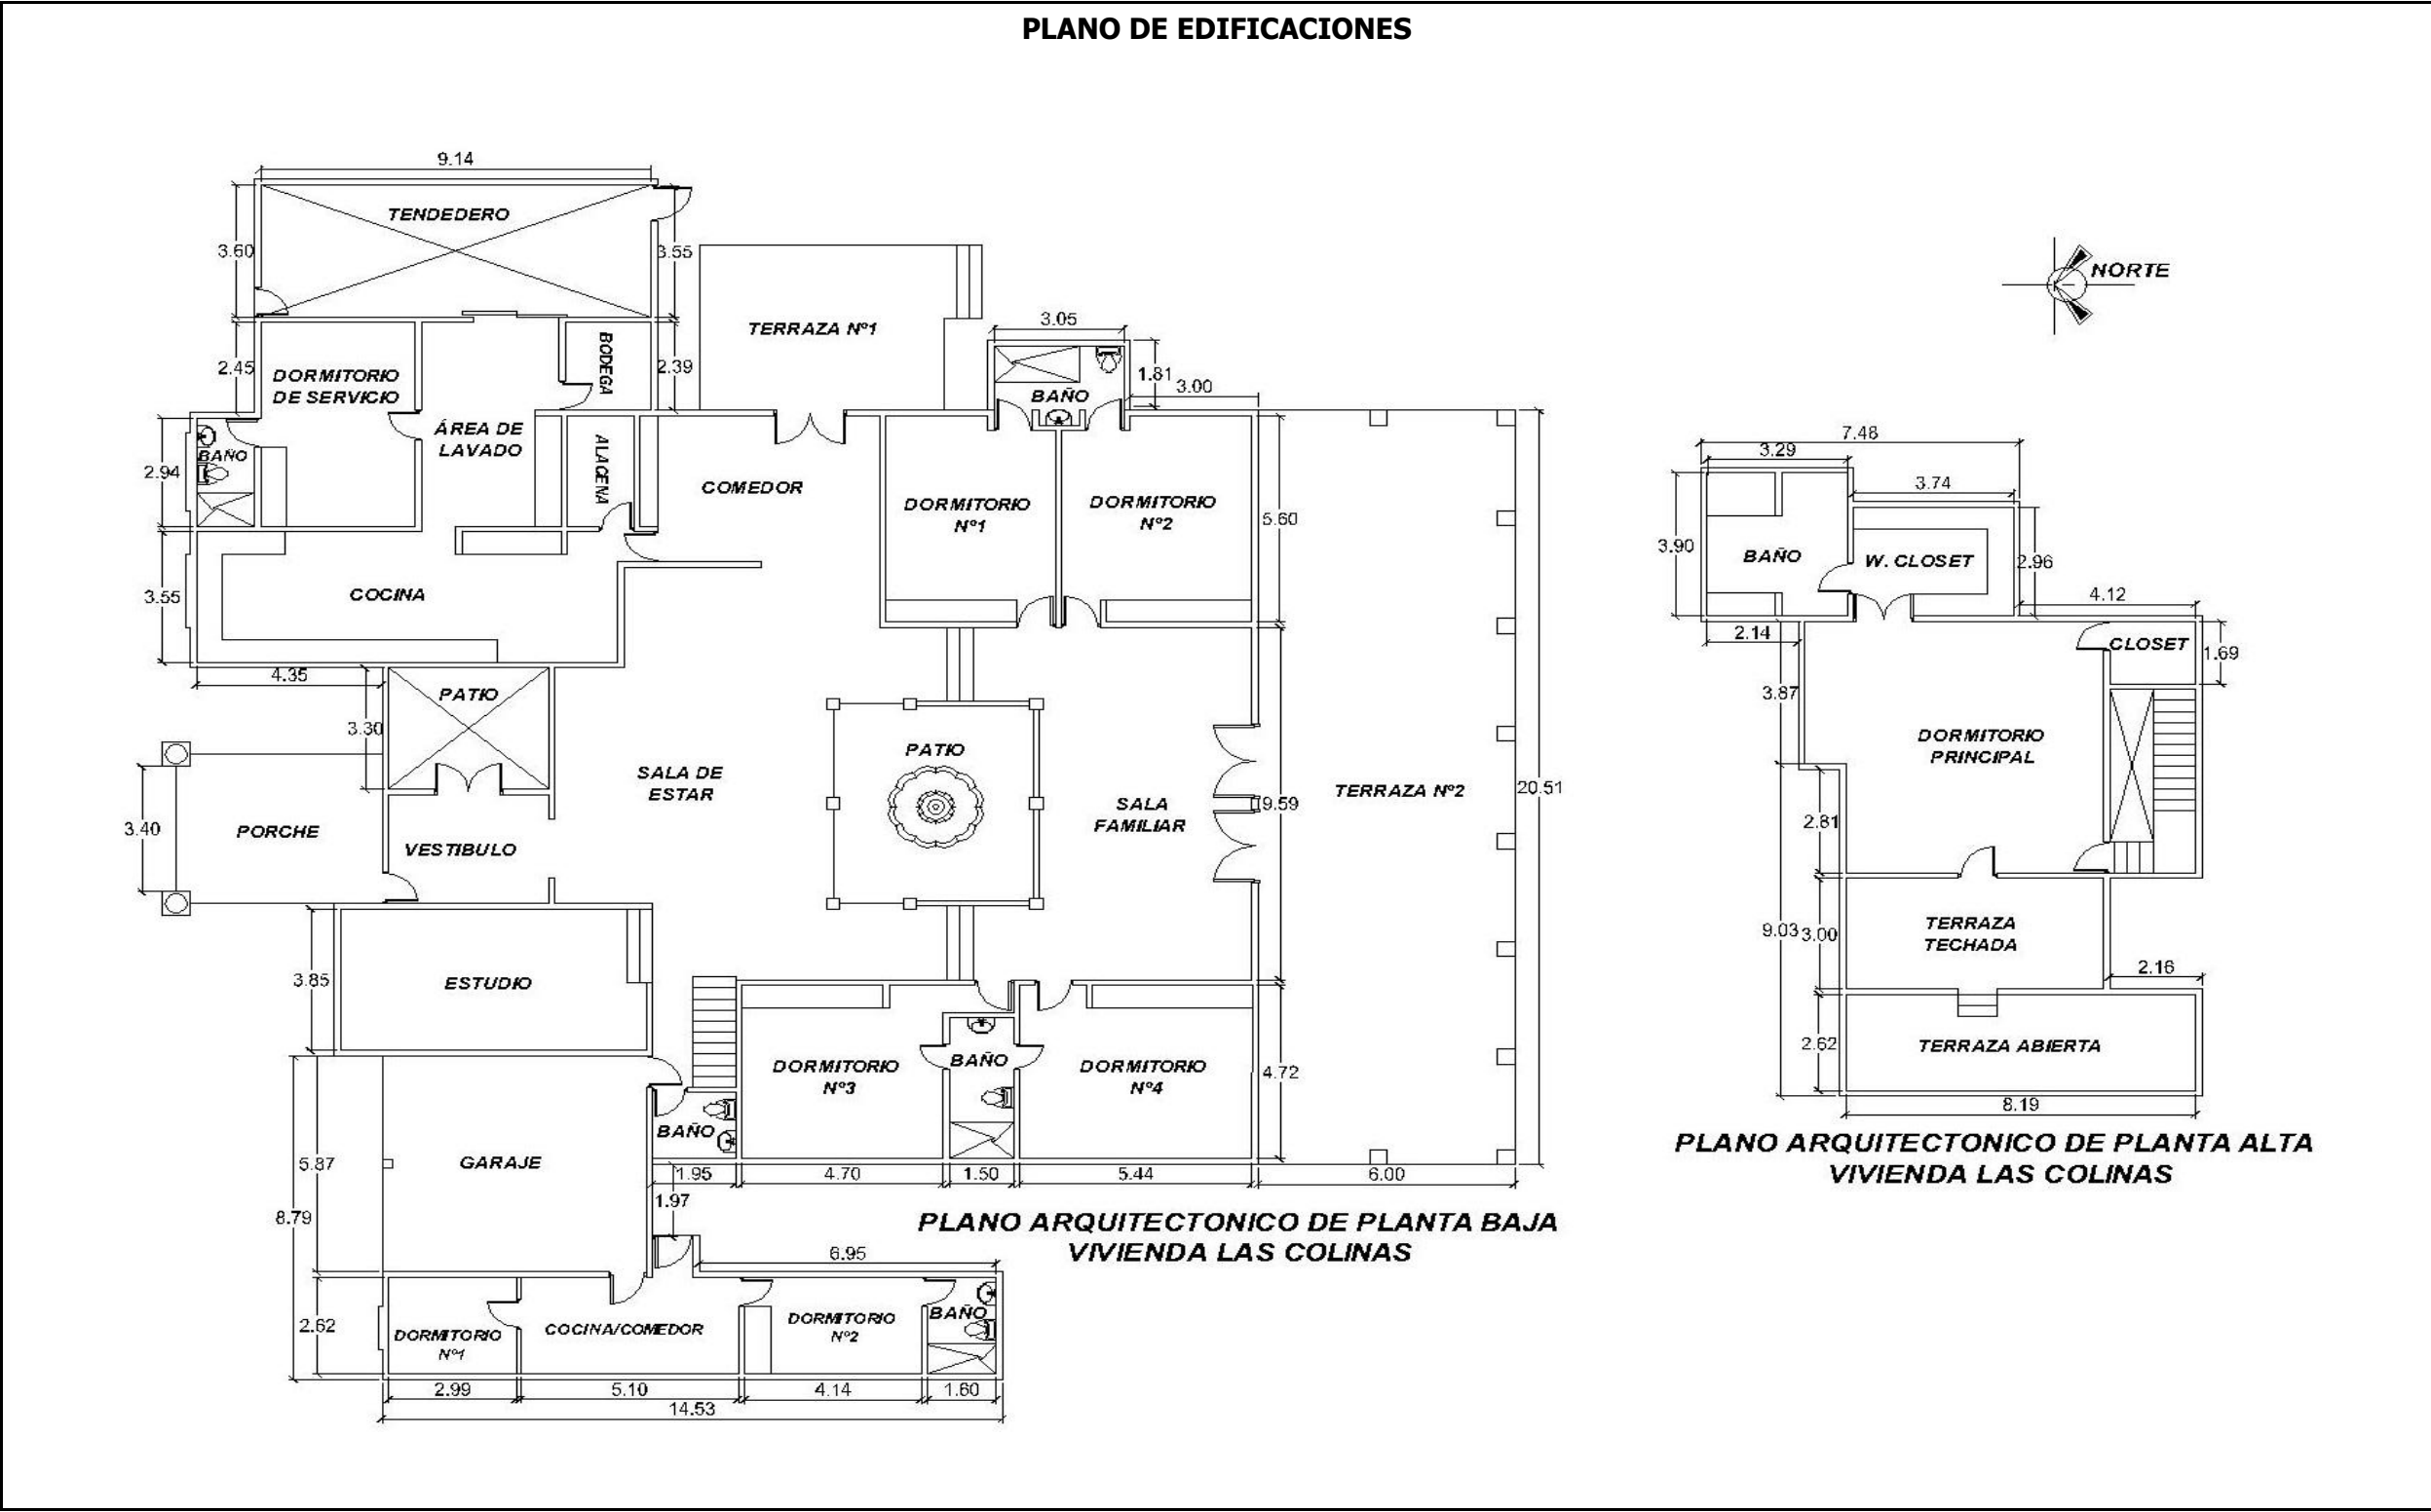 PLANO DE EDIFICACIONES
9.14
TENDEDERO
3.60
3.55
NORTE
TERRAZA Nº1
3.05
BODEGA
2.45
DORMITORIO
DE SERVICIO
2.39
1.81
3.00
BAÑO
ÁREA DE
LAVADO
ALACENA
BAÑO
2.94
COMEDOR
DORMITORIO
Nº1
DORMITORIO
Nº2
5.60
7.48
3.29
3.74
3.90
BAÑO
W. CLOSET
2.96
COCINA
3.55
4.12
4.35
PATIO
2.14
CLOSET
1.69
3.30
3.87
PATIO
DORMITORIO
PRINCIPAL
SALA DE
ESTAR
SALA
FAMILIAR
9.59
TERRAZA Nº2
20.51
3.40
PORCHE
VESTIBULO
2.81
3.85
ESTUDIO
TERRAZA
TECHADA
9.03
3.00
2.16
DORMITORIO
Nº3
BAÑO
DORMITORIO
Nº4
4.72
2.62
TERRAZA ABIERTA
8.19
BAÑO
5.87
GARAJE
1.95
4.70
1.50
5.44
6.00
PLANO ARQUITECTONICO DE PLANTA ALTA
VIVIENDA LAS COLINAS
1.97
8.79
PLANO ARQUITECTONICO DE PLANTA BAJA
VIVIENDA LAS COLINAS
6.95
2.62
DORMITORIO
Nº1
COCINA/COMEDOR
DORMITORIO
Nº2
BAÑO
2.99
5.10
4.14
1.60
14.53